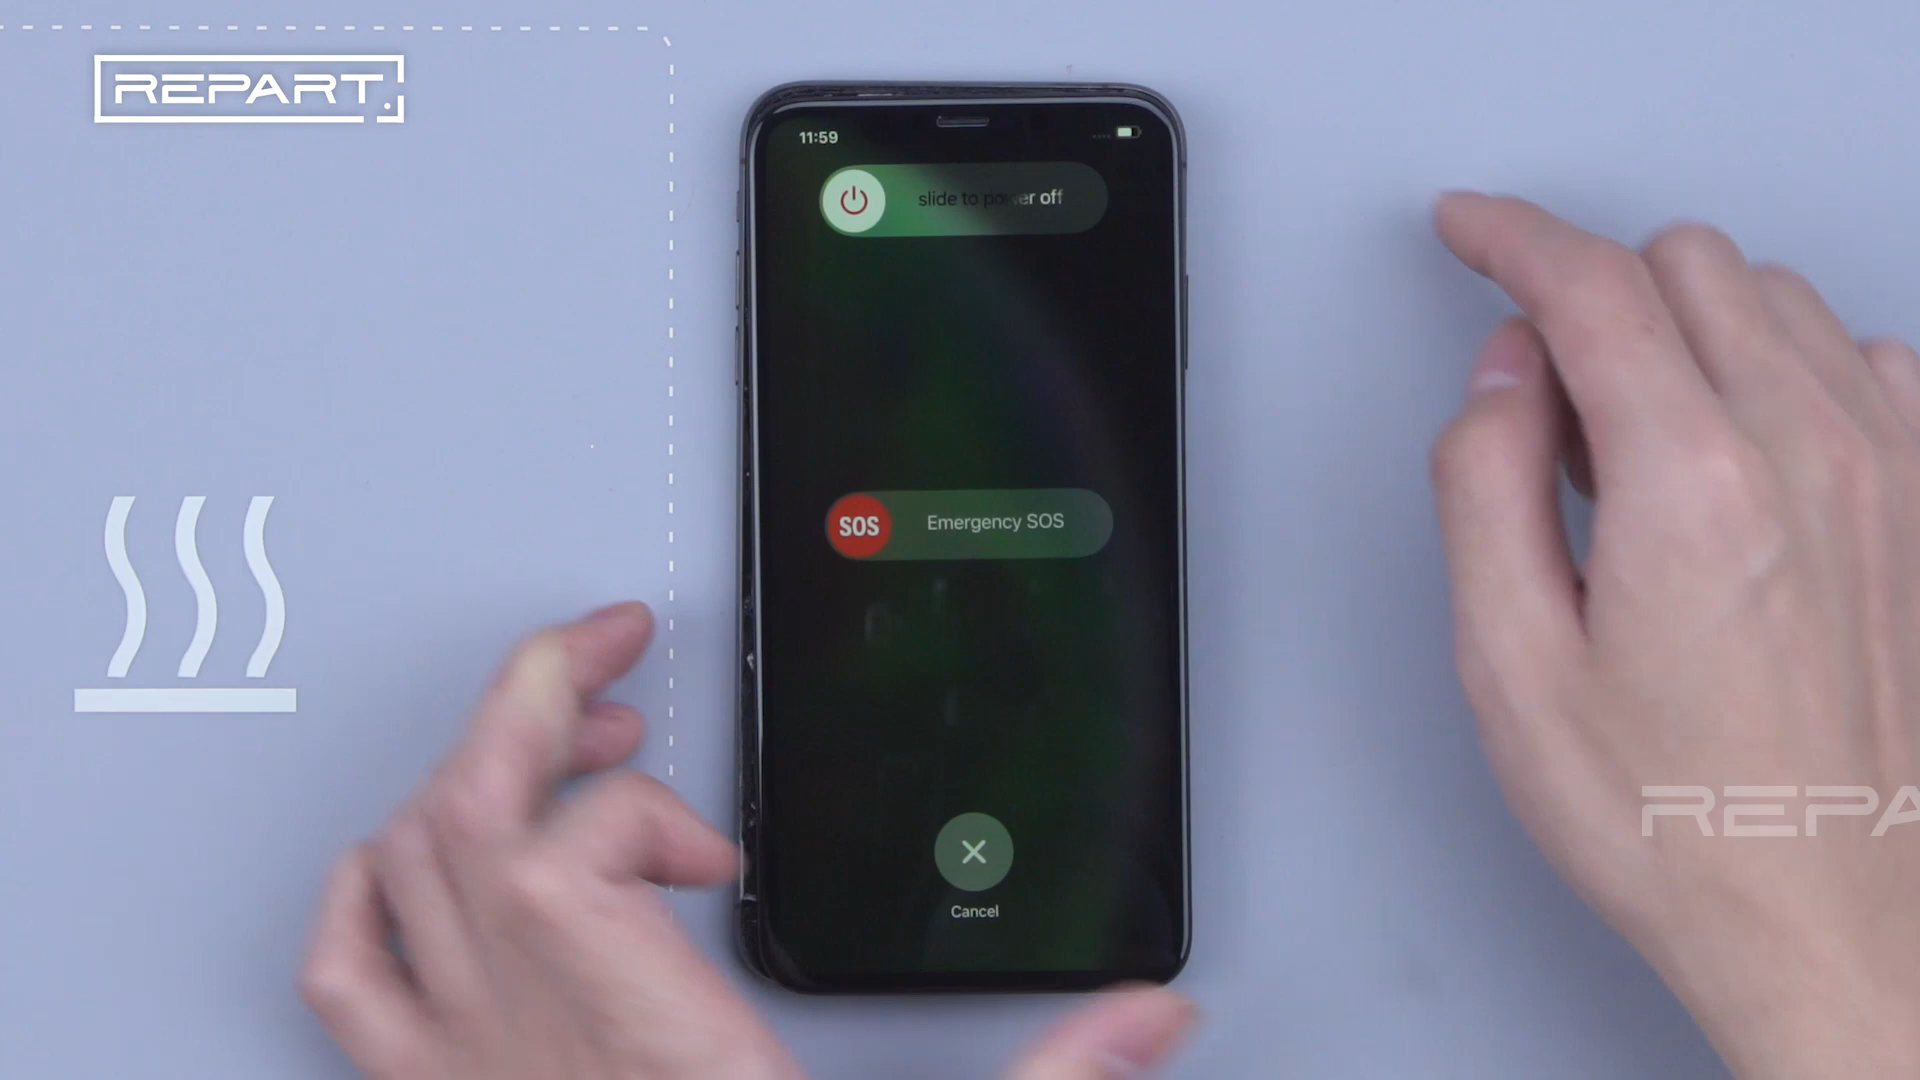 REPART.
11:59
slide to power off
SOS Emergency SOS
REPA
Cancel